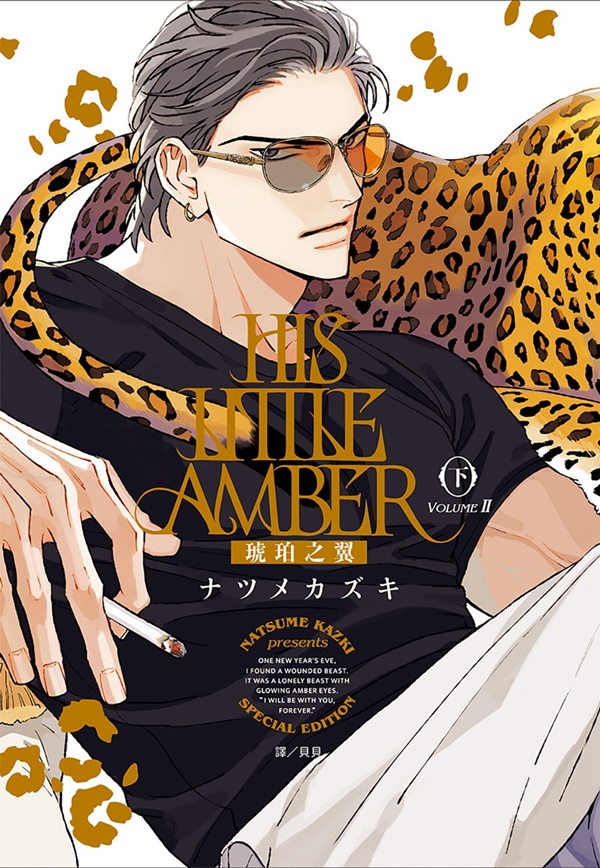 HIS
LITTLE
AMBER
下
VOLUME II
琥珀之翼
ナツメカズキ
NATSUME KAZKI
presents
ONE NEW YEAR'S EVE,
I FOUND A WOUNDED BEAST.
IT WAS A LONELY BEAST WITH
GLOWING AMBER EYES.
"I WILL BE WITH YOU,
FOREVER."
SPECIAL EDITION
譯／貝貝